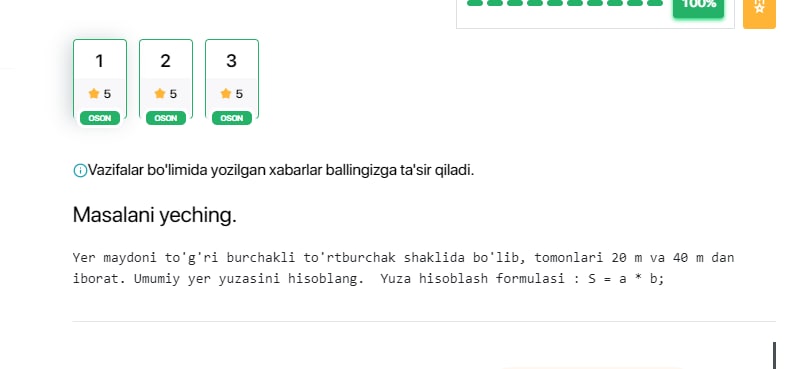 100%
1 2 3
5 5 5
OSON OSON OSON
Vazifalar bo'limida yozilgan xabarlar ballingizga ta'sir qiladi.
Masalani yeching.
Yer maydoni to'g'ri burchakli to'rtburchak shaklida bo'lib, tomonlari 20 m va 40 m dan
iborat. Umumiy yer yuzasini hisoblang.  Yuza hisoblash formulasi : S = a * b;